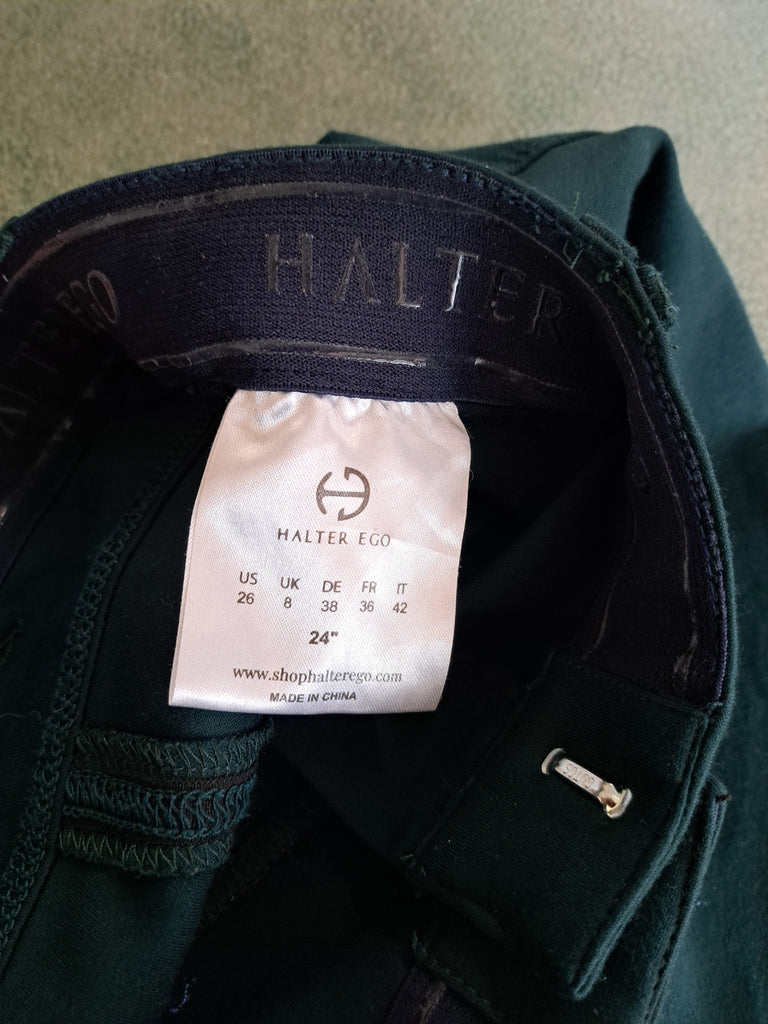 HALTER
HALTER EGO
US UK DE FR IT
26 8 38 36 42
24"
www.shophalterego.com
MADE IN CHINA